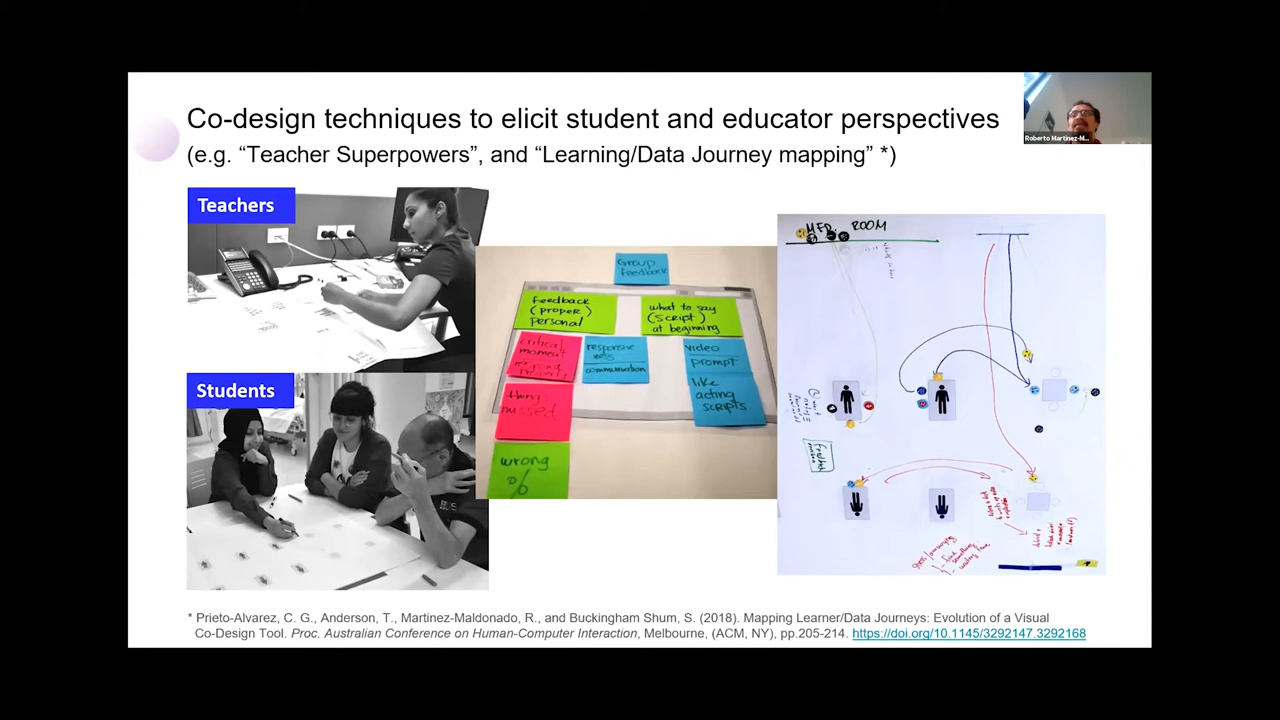 Co-design techniques to elicit student and educator perspectives
(e.g. “Teacher Superpowers”, and “Learning/Data Journey mapping” *)
Roberto Martinez-M...
Teachers
Students
Group
feedback
feedback
(proper)
personal
what to say
(script)
at beginning
critical
moment
responsive
communication
video
prompt
like
acting
scripts
things
missed
wrong
%
MED. ROOM
* Prieto-Alvarez, C. G., Anderson, T., Martinez-Maldonado, R., and Buckingham Shum, S. (2018). Mapping Learner/Data Journeys: Evolution of a Visual
Co-Design Tool. Proc. Australian Conference on Human-Computer Interaction, Melbourne, (ACM, NY), pp.205-214. https://doi.org/10.1145/3292147.3292168